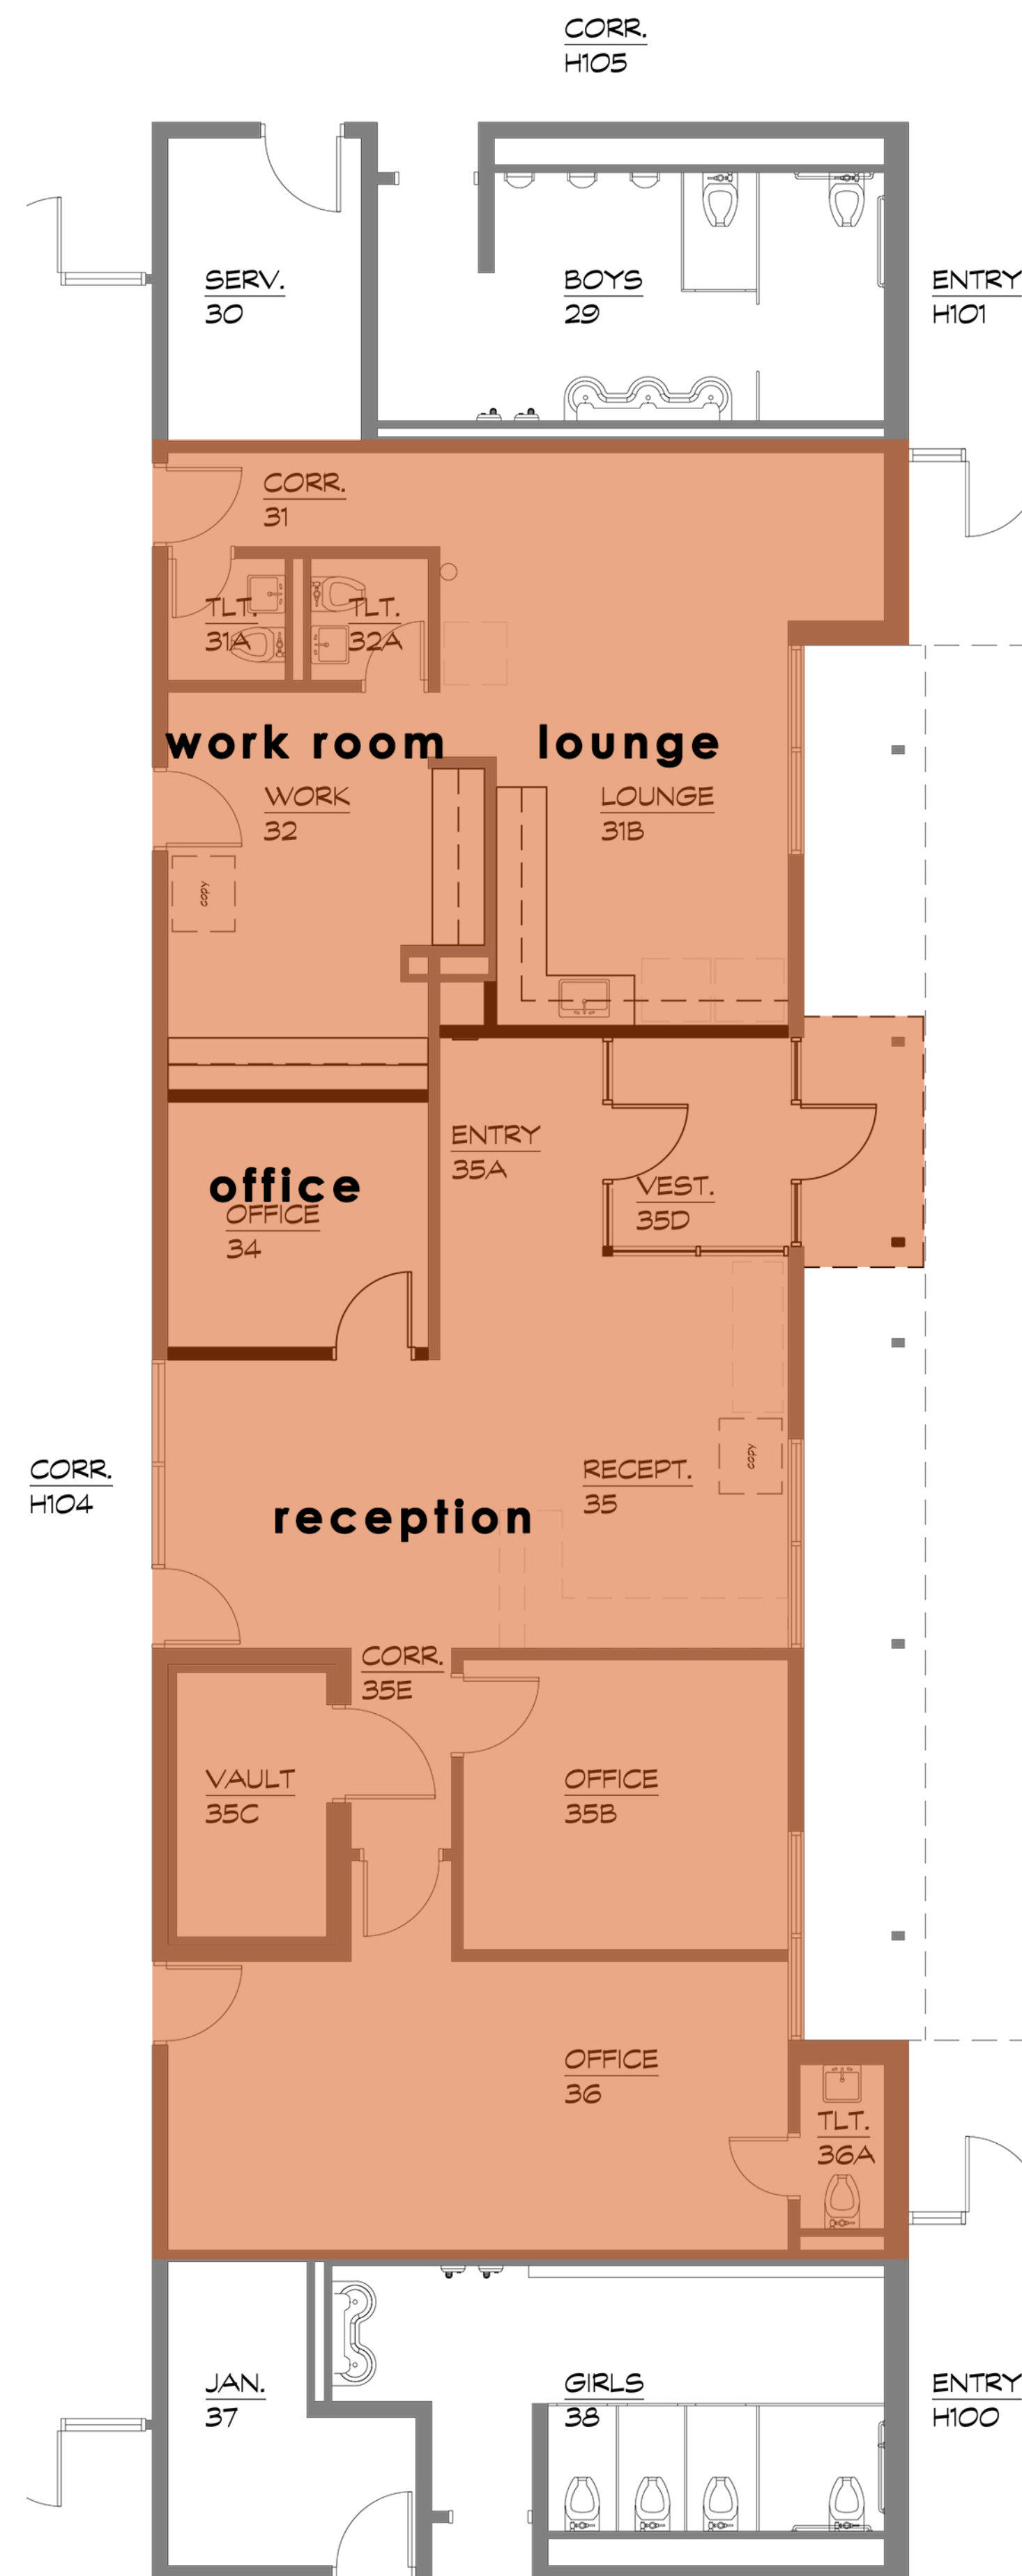 CORR.
H105
SERV.
30
BOYS
29
ENTRY
H101
CORR.
31
TLT.
31A
TLT.
32A
work room
lounge
WORK
32
LOUNGE
31B
copy
ENTRY
35A
office
OFFICE
34
VEST.
35D
CORR.
H104
RECEPT.
35
copy
reception
CORR.
35E
VAULT
35C
OFFICE
35B
OFFICE
36
TLT.
36A
JAN.
37
GIRLS
38
ENTRY
H100